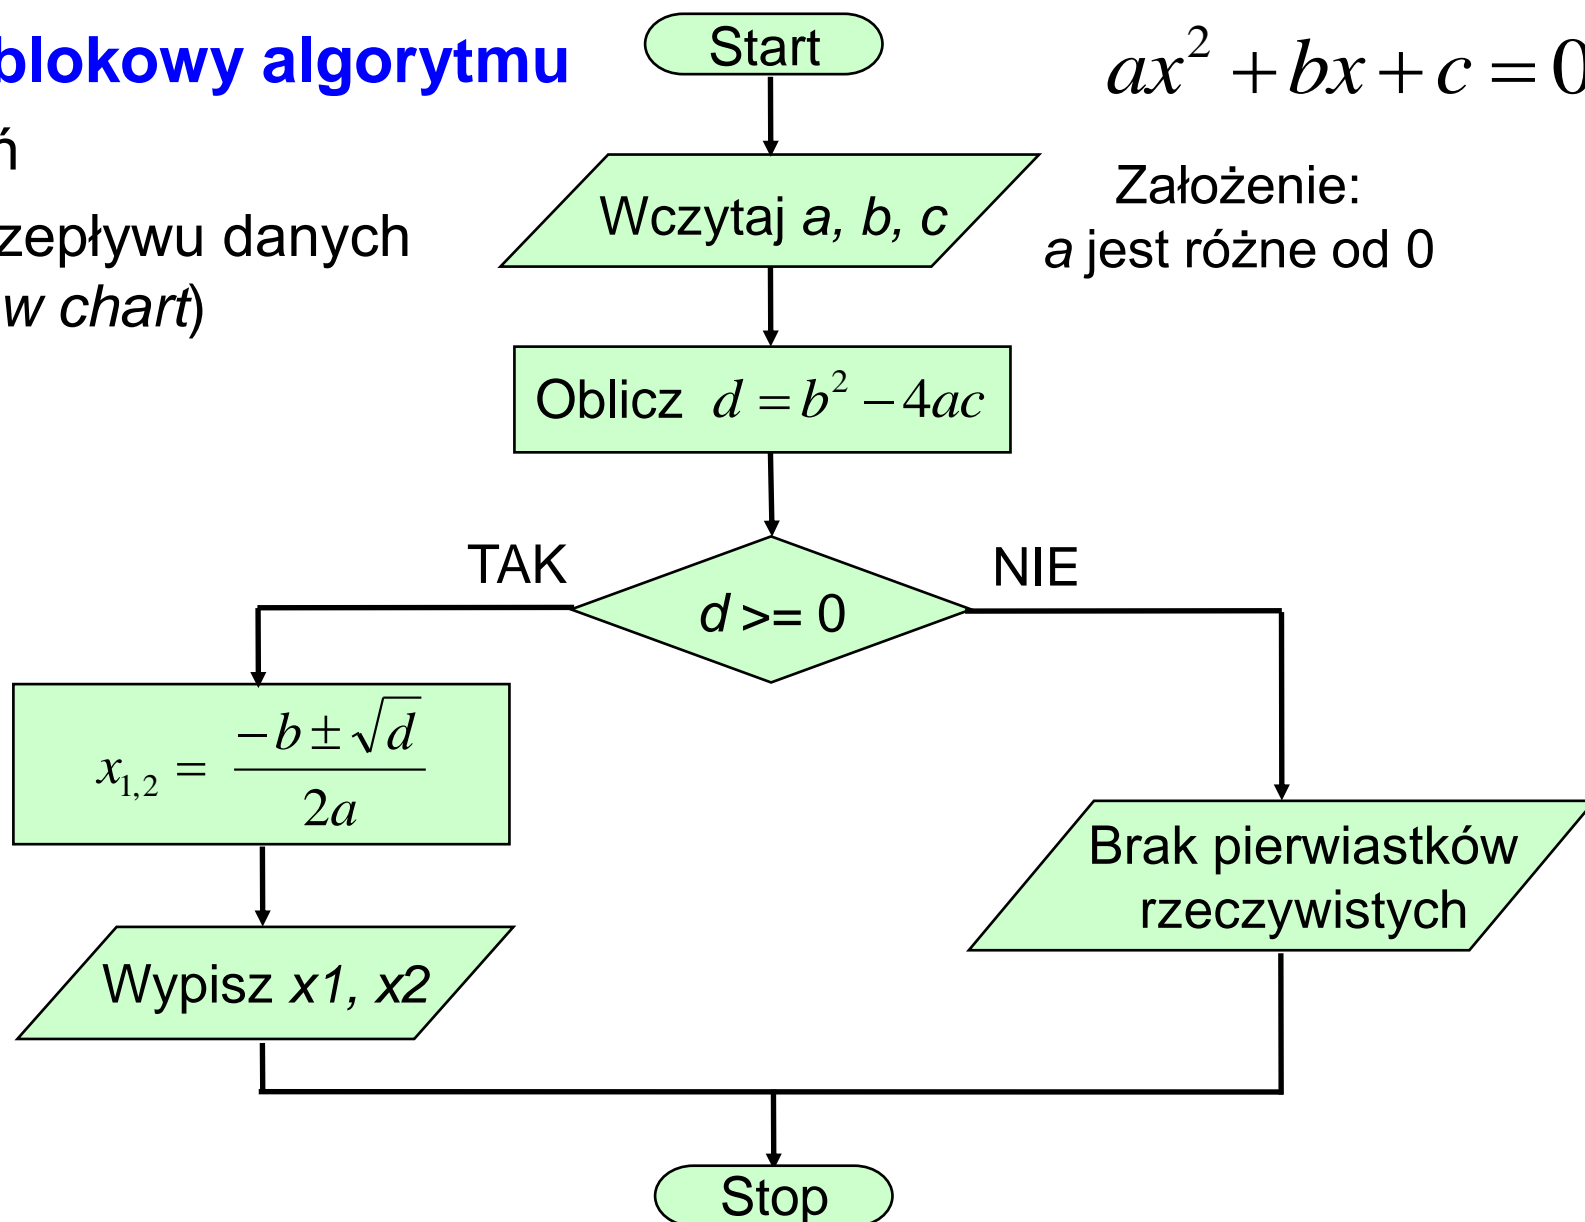 blokowy algorytmu
ń
zepływu danych
w chart)
Start
ax² + bx + c = 0
Założenie:
a jest różne od 0
Wczytaj a, b, c
Oblicz d = b² − 4ac
TAK
NIE
d >= 0
x₁,₂ = (−b ± √d) / 2a
Brak pierwiastków
rzeczywistych
Wypisz x1, x2
Stop